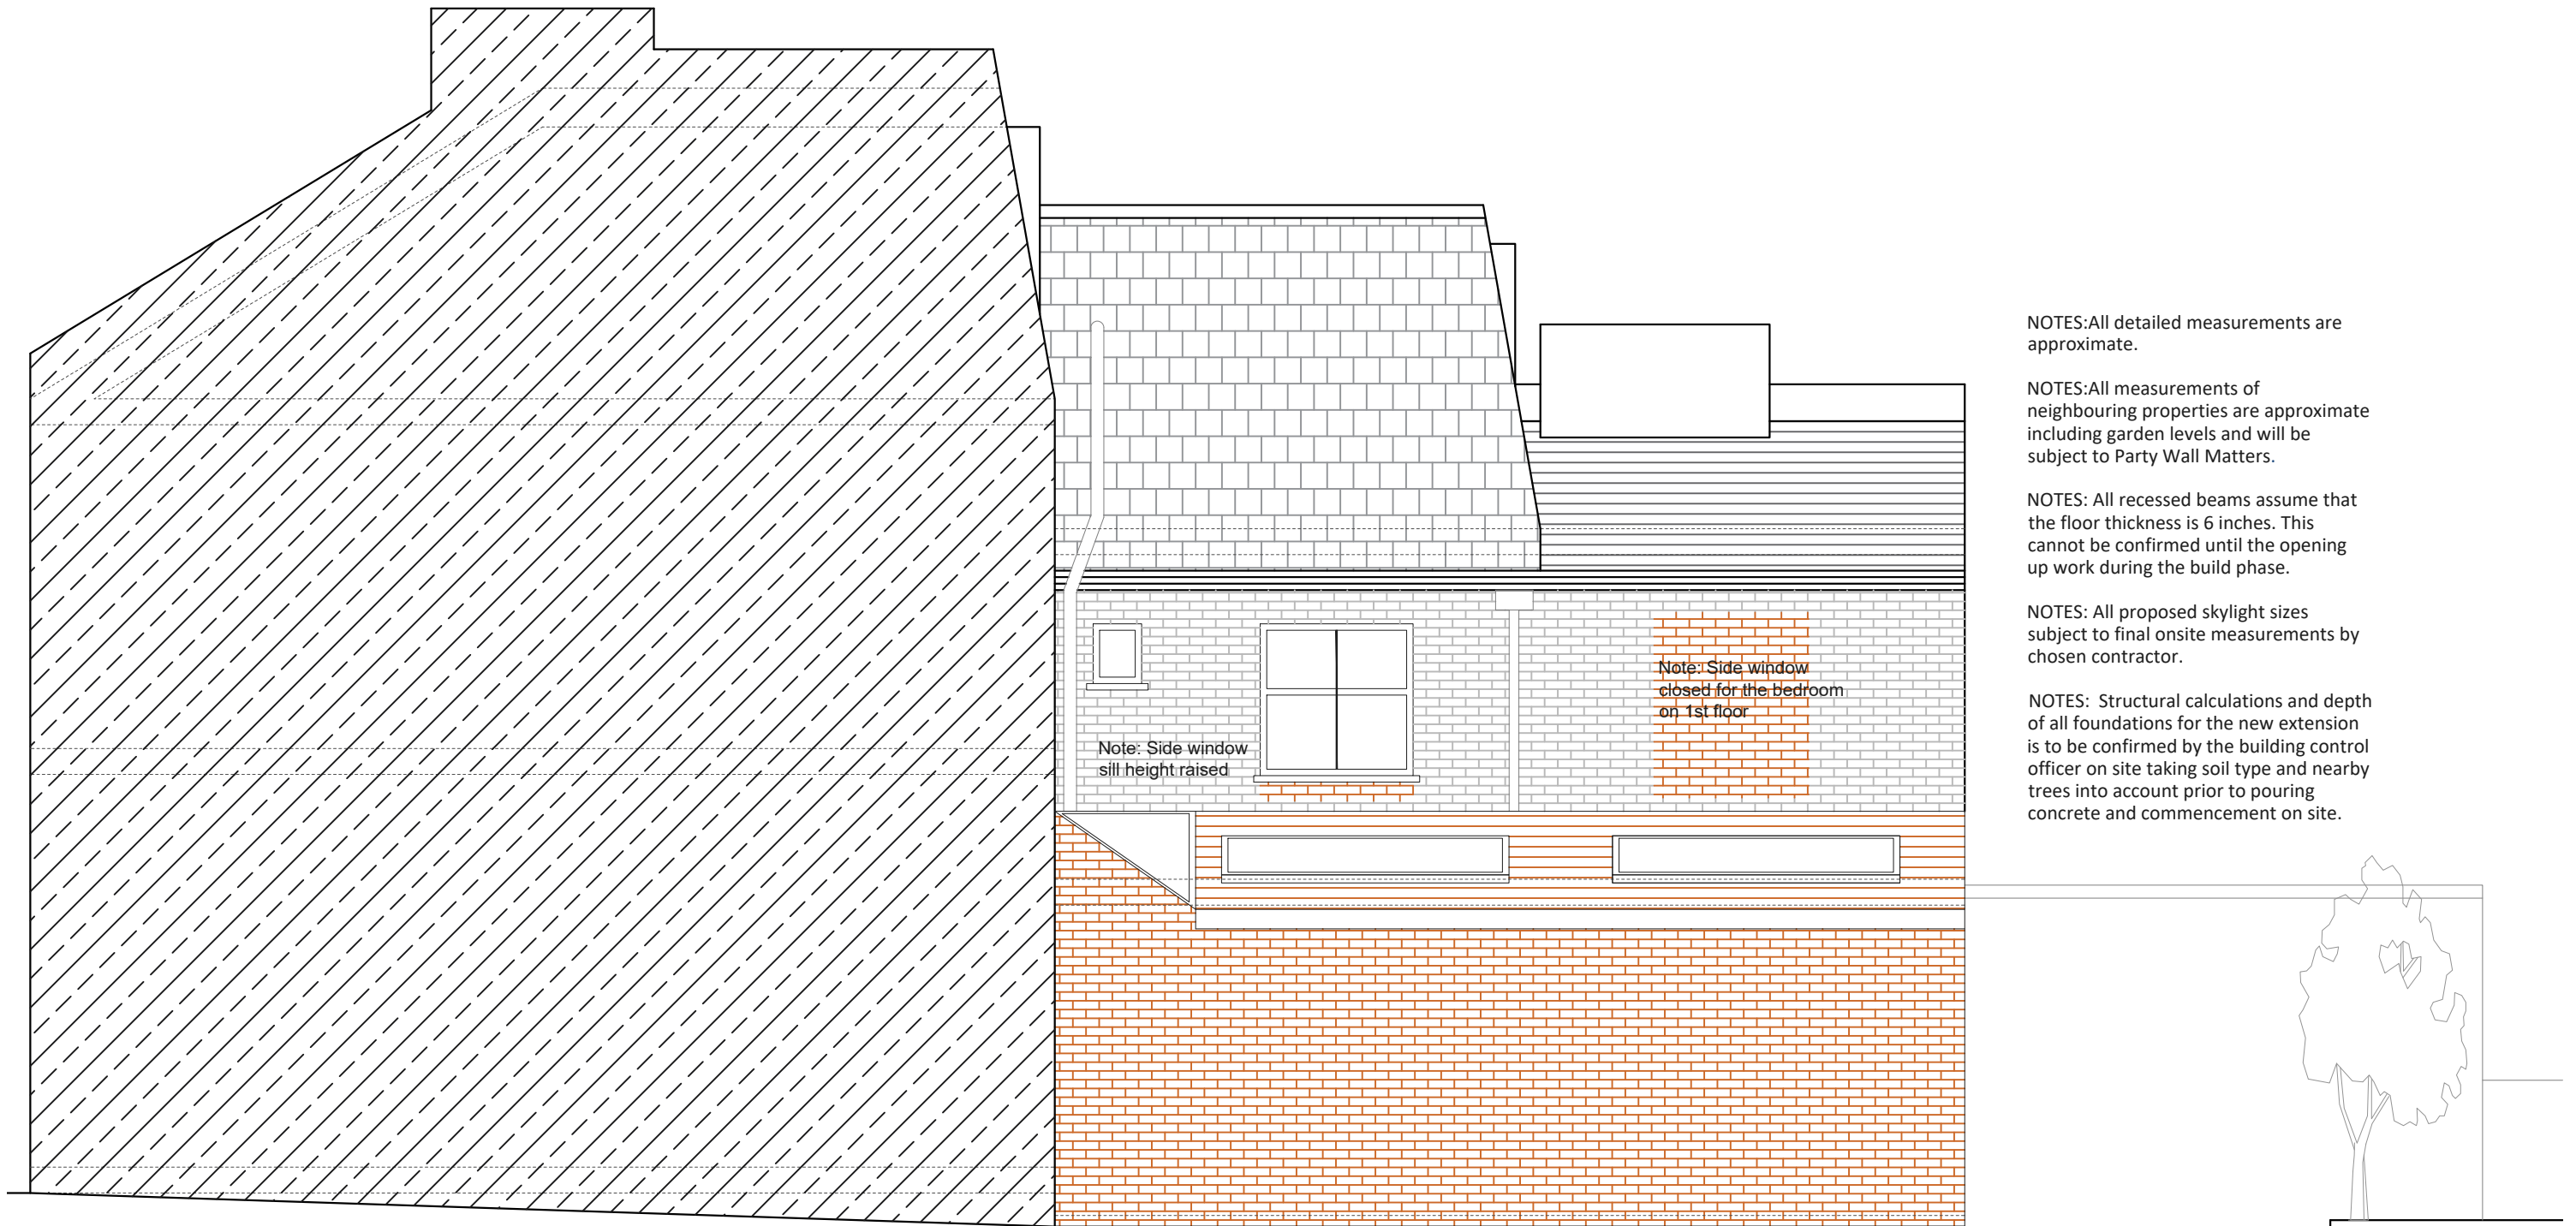 NOTES:All detailed measurements are
approximate.
NOTES:All measurements of
neighbouring properties are approximate
including garden levels and will be
subject to Party Wall Matters.
NOTES: All recessed beams assume that
the floor thickness is 6 inches. This
cannot be confirmed until the opening
up work during the build phase.
NOTES: All proposed skylight sizes
subject to final onsite measurements by
chosen contractor.
NOTES: Structural calculations and depth
of all foundations for the new extension
is to be confirmed by the building control
officer on site taking soil type and nearby
trees into account prior to pouring
concrete and commencement on site.
Note: Side window
closed for the bedroom
on 1st floor
Note: Side window
sill height raised